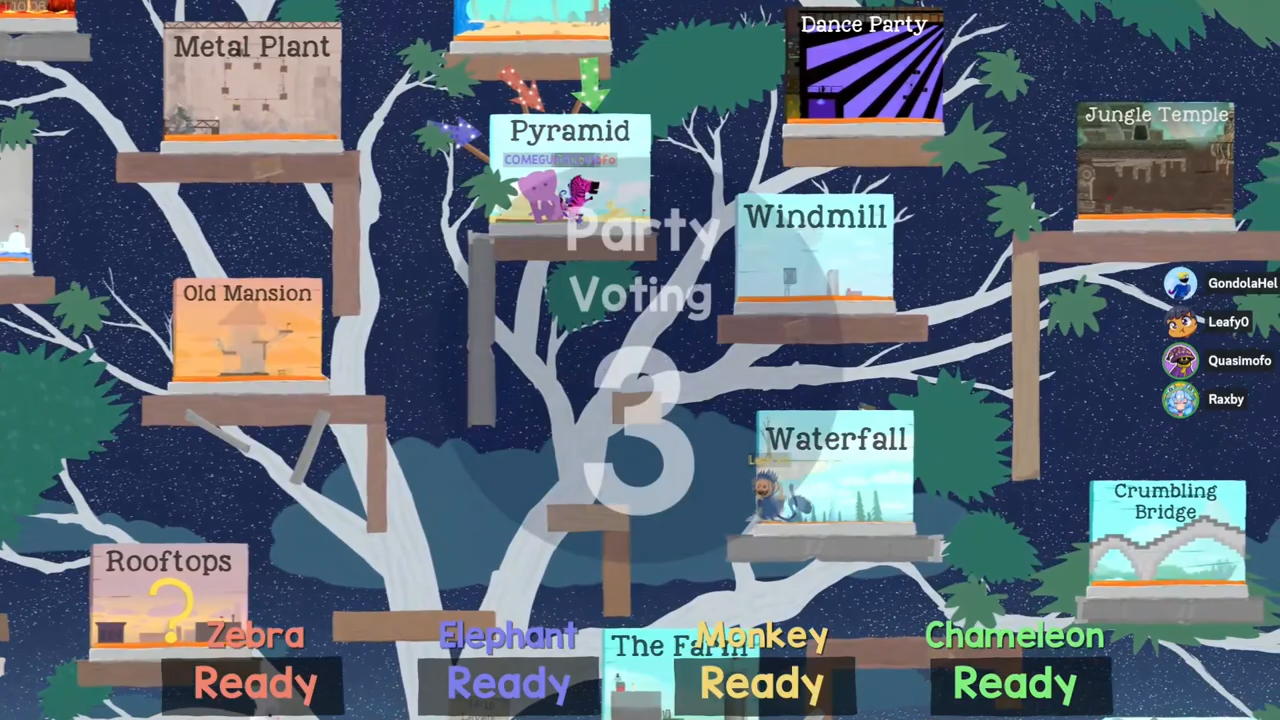 Metal Plant
Dance Party
Pyramid
Jungle Temple
Windmill
Party
Voting
3
Old Mansion
GondolaHel
Leafy0
Quasimofo
Raxby
Waterfall
Crumbling
Bridge
Rooftops
?
The Farm
Zebra
Elephant
Monkey
Chameleon
Ready
Ready
Ready
Ready